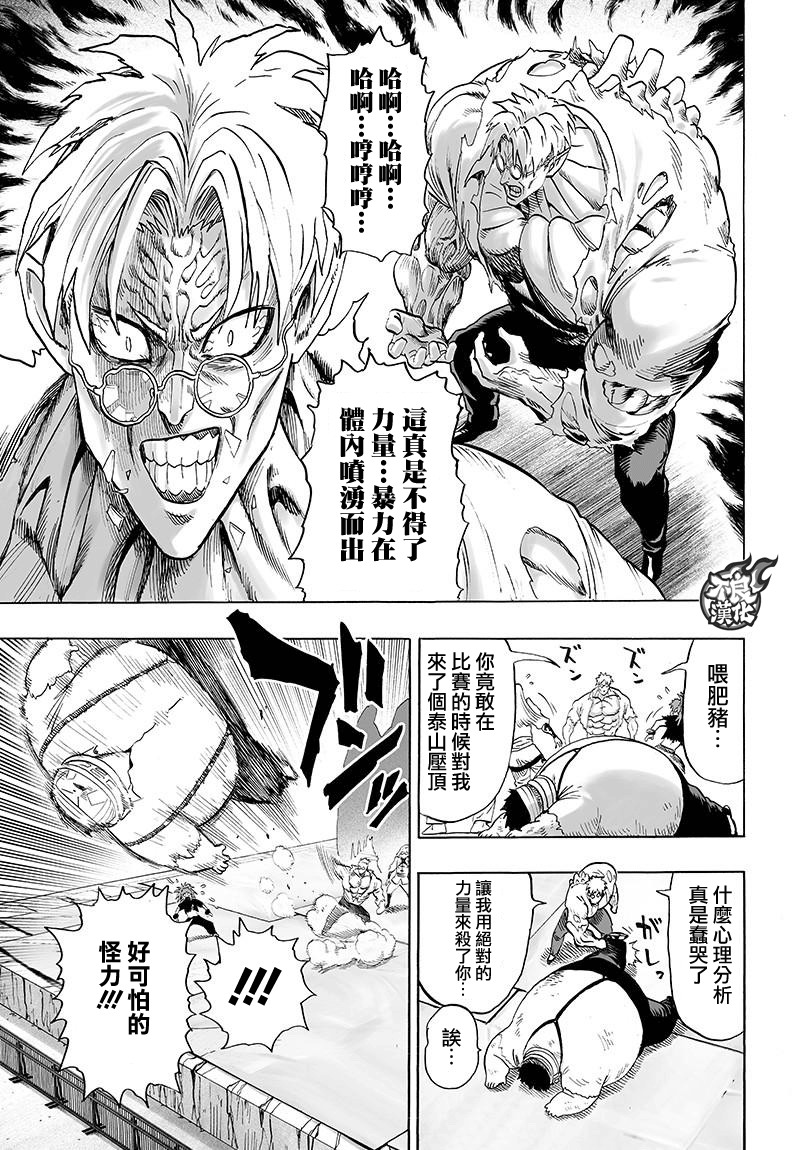 哈啊…哈啊…
哈啊…哼哼哼…
這真是不得了
力量…暴力在
體內噴湧而出
喂肥豬…
你竟敢在
比賽的時候對我
來了個泰山壓頂
ズン
ズン
什麼心理分析
真是蠢哭了
讓我用絕對的
力量來殺了你…
誒…
がしっ
ブンッ
!!!
好可怕的
怪力!!!
漢化